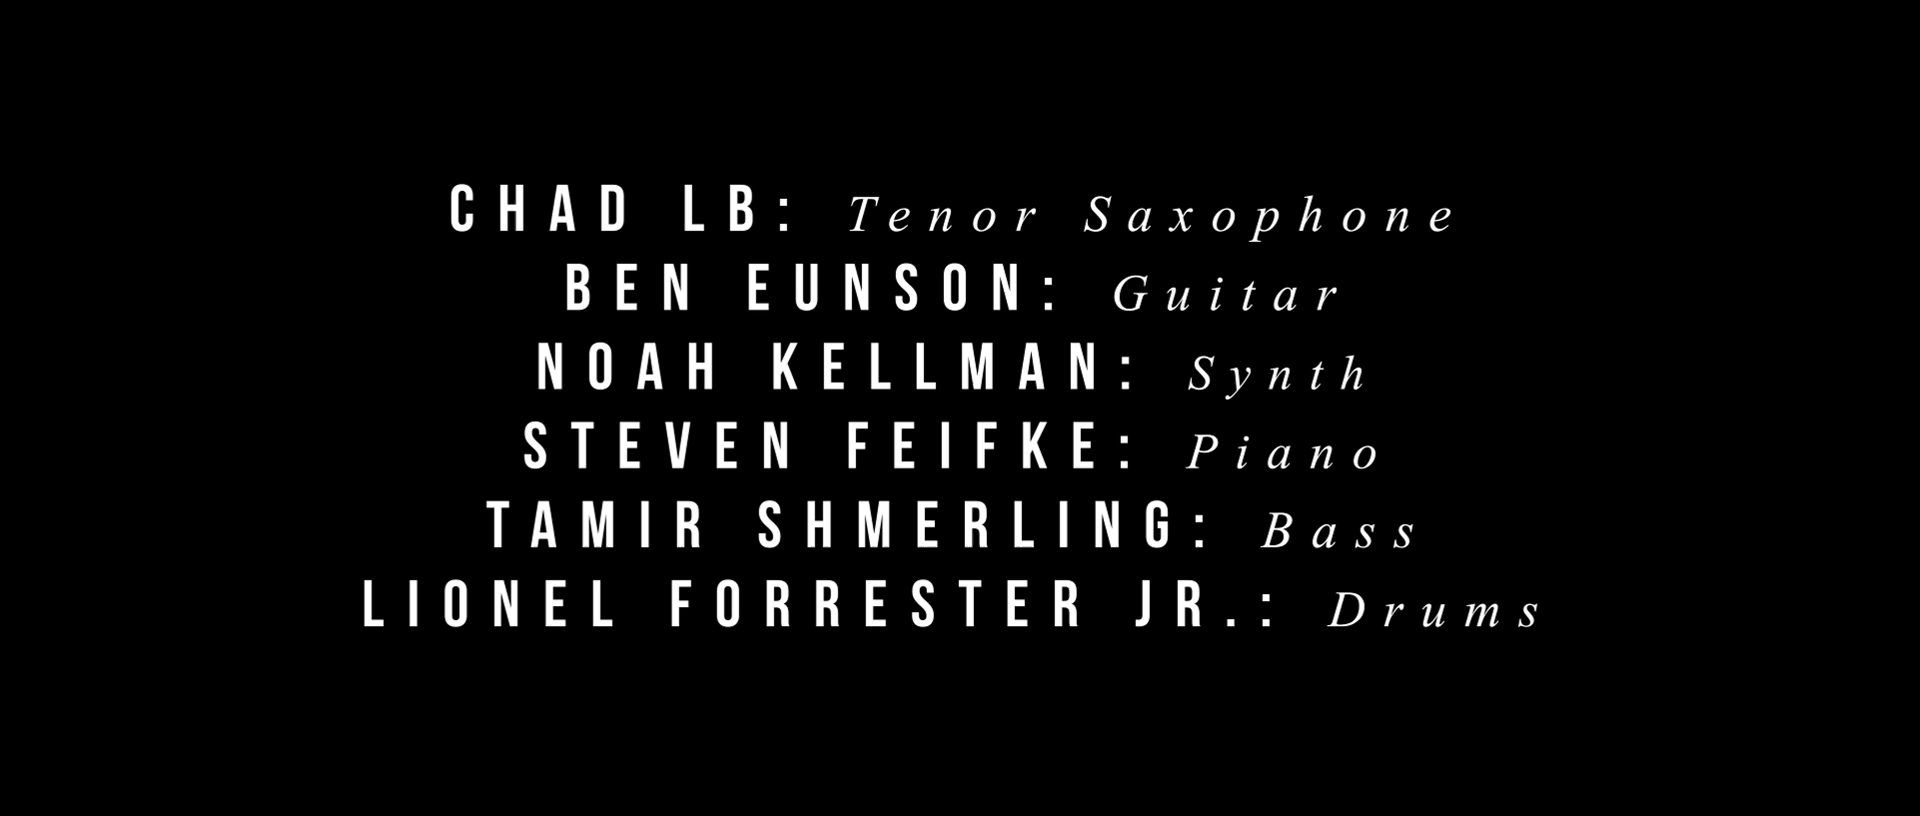 CHAD LB: Tenor Saxophone
BEN EUNSON: Guitar
NOAH KELLMAN: Synth
STEVEN FEIFKE: Piano
TAMIR SHMERLING: Bass
LIONEL FORRESTER JR.: Drums